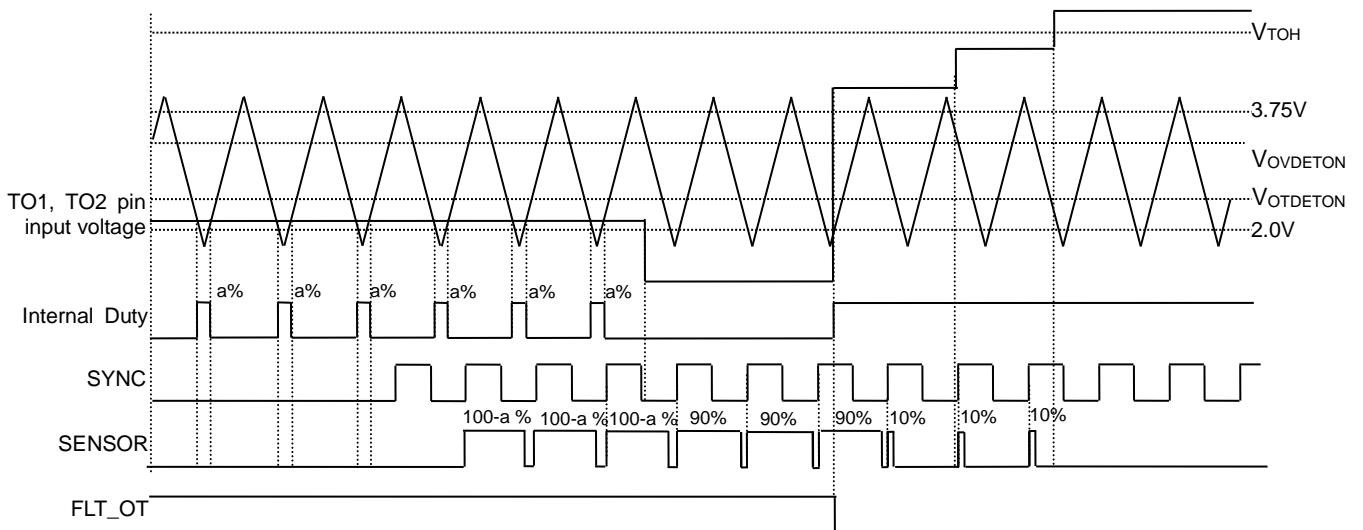 VTOH
3.75V
VOVDETON
VOTDETON
TO1, TO2 pin
input voltage
2.0V
a% a% a% a% a% a%
Internal Duty
SYNC
100-a % 100-a % 100-a % 90% 90% 90% 10% 10% 10%
SENSOR
FLT_OT